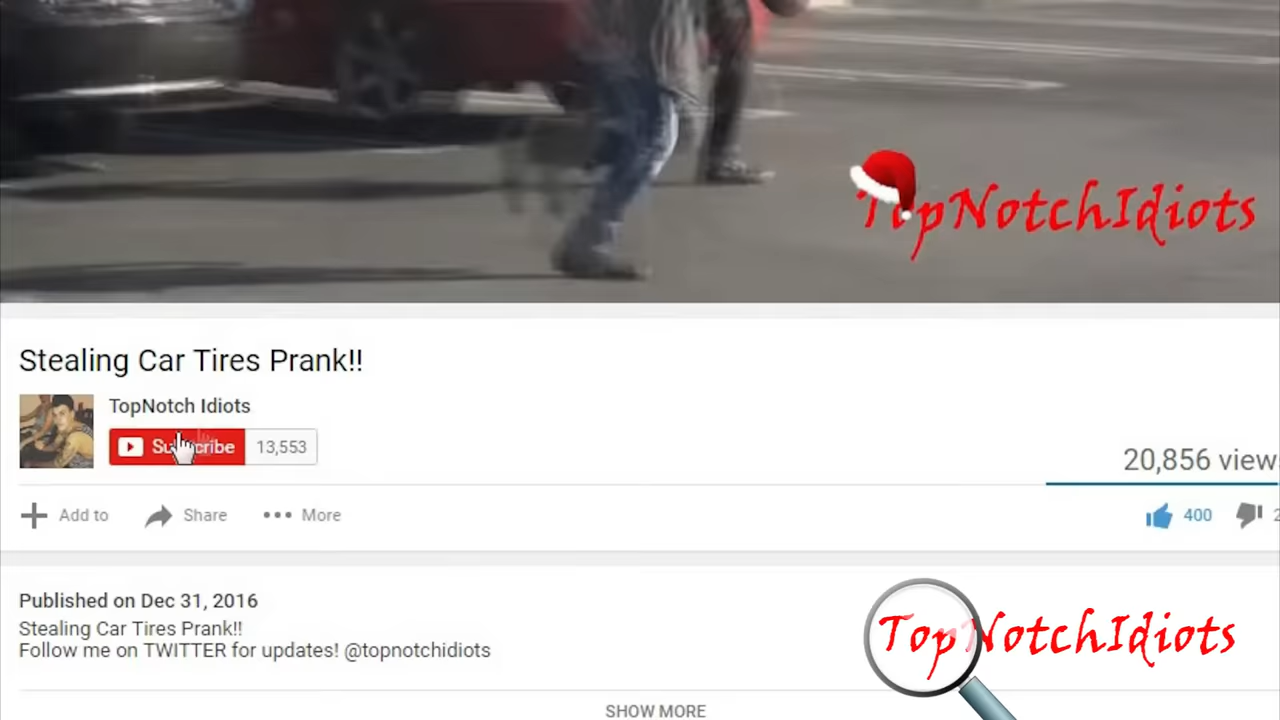 TopNotchIdiots
Stealing Car Tires Prank!!
TopNotch Idiots
Subscribe 13,553
20,856 view
Add to Share More 400
Published on Dec 31, 2016
Stealing Car Tires Prank!!
Follow me on TWITTER for updates! @topnotchidiots
TopNotchIdiots
SHOW MORE